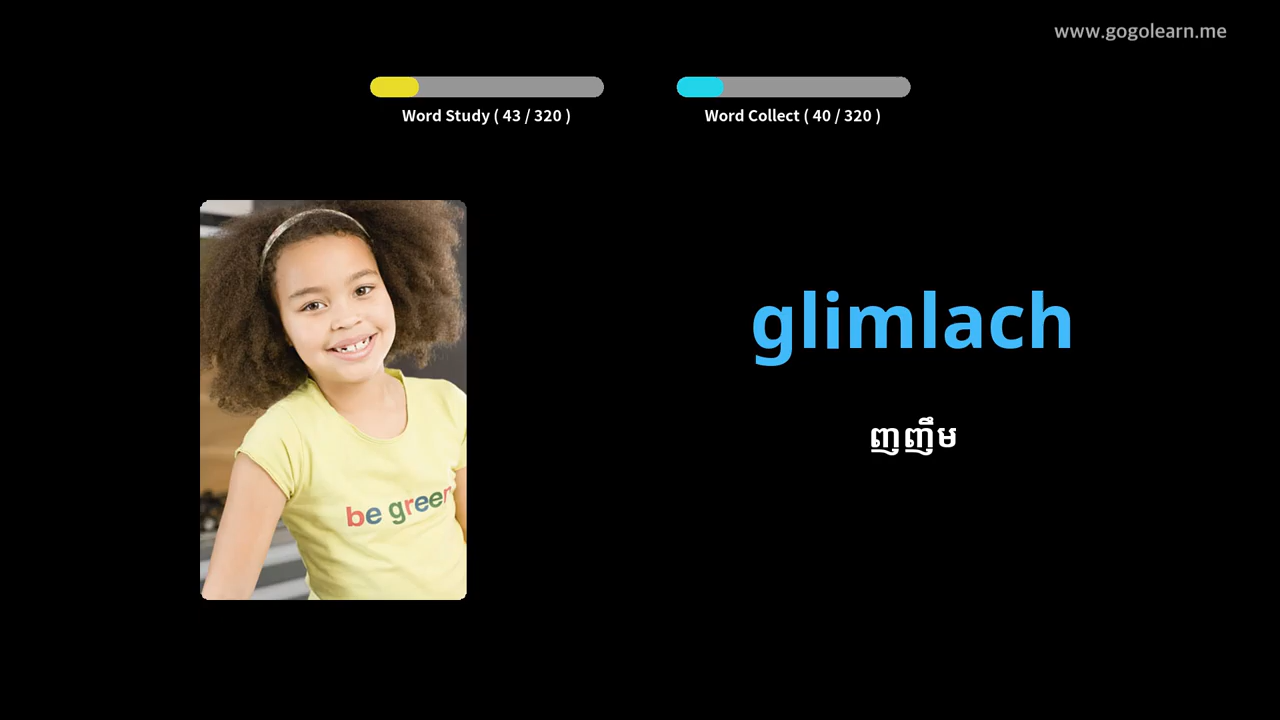 www.gogolearn.me
Word Study ( 43 / 320 )
Word Collect ( 40 / 320 )
glimlach
ញញឹម
be green